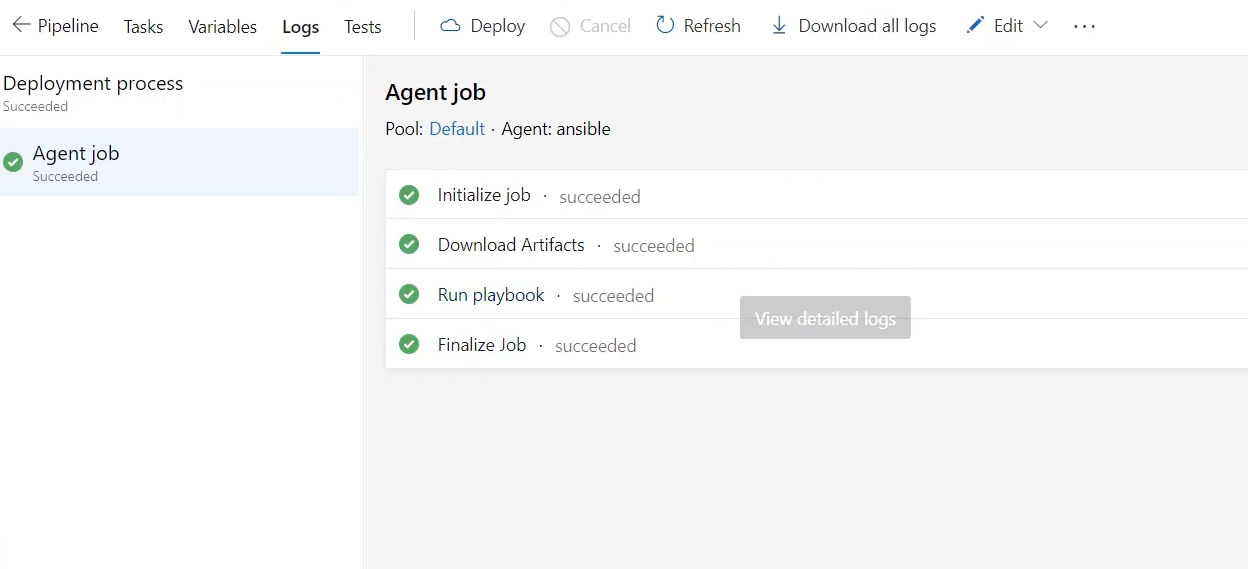 Pipeline Tasks Variables Logs Tests Deploy Cancel Refresh Download all logs Edit ...
Deployment process
Succeeded
Agent job
Succeeded
Agent job
Pool: Default · Agent: ansible
Initialize job · succeeded
Download Artifacts · succeeded
Run playbook · succeeded
View detailed logs
Finalize Job · succeeded